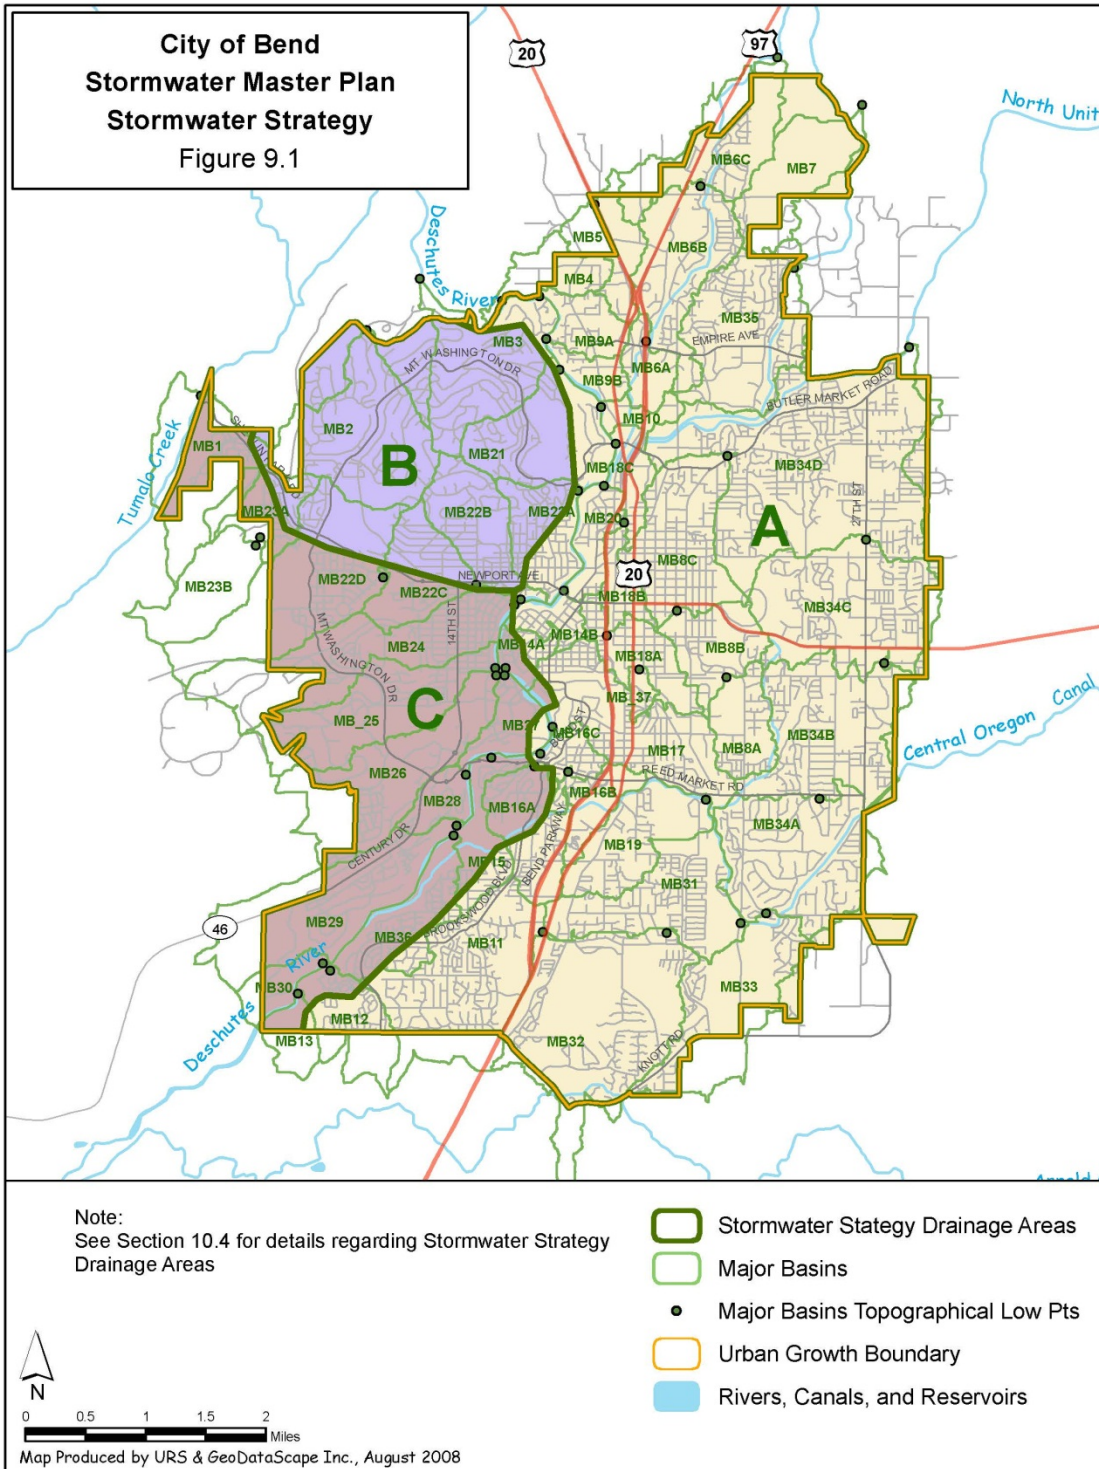 City of Bend
Stormwater Master Plan
Stormwater Strategy
Figure 9.1
20
97
North Unit
Deschutes River
MB6C
MB7
MB5
MB6B
MB4
MB35
MB3
MB9A
EMPIRE AVE
MT WASHINGTON DR
MB6A
MB9B
BUTLER MARKET ROAD
MB2
MB10
Tumalo Creek
MB1
B
MB21
MB18C
MB34D
27TH ST
MB23A
MB22B
MB22A
MB20
A
MB23B
MB22D
NEWPORT AVE
MB22C
20
MB8C
MB18B
MB34C
14TH ST
MT WASHINGTON DR
MB24
MB14A
MB14B
MB8B
MB18A
MB_25
C
MB_37
MB27
MB16C
MB17
MB8A
MB34B
Central Oregon Canal
MB26
REED MARKET RD
MB28
MB16A
MB16B
MB34A
CENTURY DR
BEND PARKWAY
MB19
MB15
MB31
BROOKSWOOD BLVD
46
MB29
MB36
MB11
River
MB30
MB33
Deschutes
MB12
MB13
MB32
KNOTT RD
Note:
See Section 10.4 for details regarding Stormwater Strategy
Drainage Areas
Stormwater Stategy Drainage Areas
Major Basins
Major Basins Topographical Low Pts
Urban Growth Boundary
Rivers, Canals, and Reservoirs
N
0 0.5 1 1.5 2
Miles
Map Produced by URS & GeoDataScape Inc., August 2008